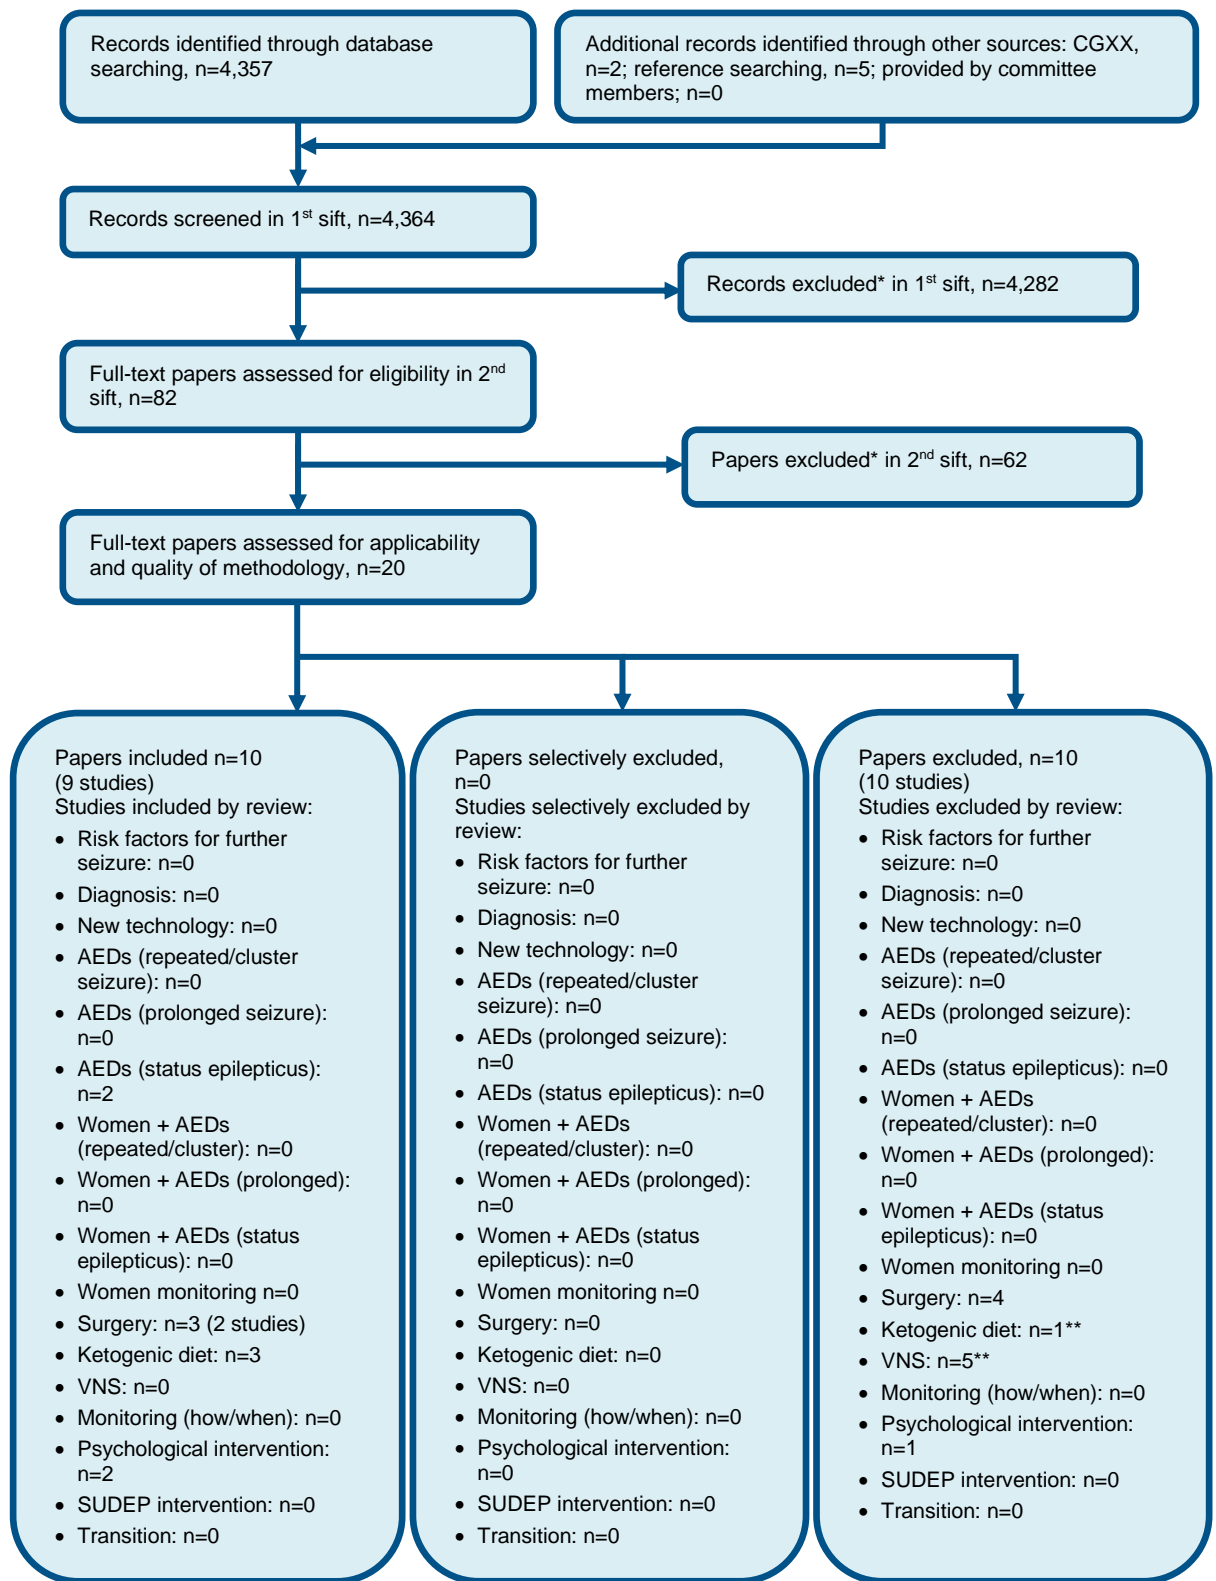 Records identified through database
searching, n=4,357
Additional records identified through other sources: CGXX,
n=2; reference searching, n=5; provided by committee
members; n=0
Records screened in 1st sift, n=4,364
Records excluded* in 1st sift, n=4,282
Full-text papers assessed for eligibility in 2nd
sift, n=82
Papers excluded* in 2nd sift, n=62
Full-text papers assessed for applicability
and quality of methodology, n=20
Papers included n=10
(9 studies)
Studies included by review:
• Risk factors for further
seizure: n=0
• Diagnosis: n=0
• New technology: n=0
• AEDs (repeated/cluster
seizure): n=0
• AEDs (prolonged seizure):
n=0
• AEDs (status epilepticus):
n=2
• Women + AEDs
(repeated/cluster): n=0
• Women + AEDs (prolonged):
n=0
• Women + AEDs (status
epilepticus): n=0
• Women monitoring n=0
• Surgery: n=3 (2 studies)
• Ketogenic diet: n=3
• VNS: n=0
• Monitoring (how/when): n=0
• Psychological intervention:
n=2
• SUDEP intervention: n=0
• Transition: n=0
Papers selectively excluded,
n=0
Studies selectively excluded by
review:
• Risk factors for further
seizure: n=0
• Diagnosis: n=0
• New technology: n=0
• AEDs (repeated/cluster
seizure): n=0
• AEDs (prolonged seizure):
n=0
• AEDs (status epilepticus): n=0
• Women + AEDs
(repeated/cluster): n=0
• Women + AEDs (prolonged):
n=0
• Women + AEDs (status
epilepticus): n=0
• Women monitoring n=0
• Surgery: n=0
• Ketogenic diet: n=0
• VNS: n=0
• Monitoring (how/when): n=0
• Psychological intervention:
n=0
• SUDEP intervention: n=0
• Transition: n=0
Papers excluded, n=10
(10 studies)
Studies excluded by review:
• Risk factors for further
seizure: n=0
• Diagnosis: n=0
• New technology: n=0
• AEDs (repeated/cluster
seizure): n=0
• AEDs (prolonged seizure):
n=0
• AEDs (status epilepticus): n=0
• Women + AEDs
(repeated/cluster): n=0
• Women + AEDs (prolonged):
n=0
• Women + AEDs (status
epilepticus): n=0
• Women monitoring n=0
• Surgery: n=4
• Ketogenic diet: n=1**
• VNS: n=5**
• Monitoring (how/when): n=0
• Psychological intervention:
n=1
• SUDEP intervention: n=0
• Transition: n=0